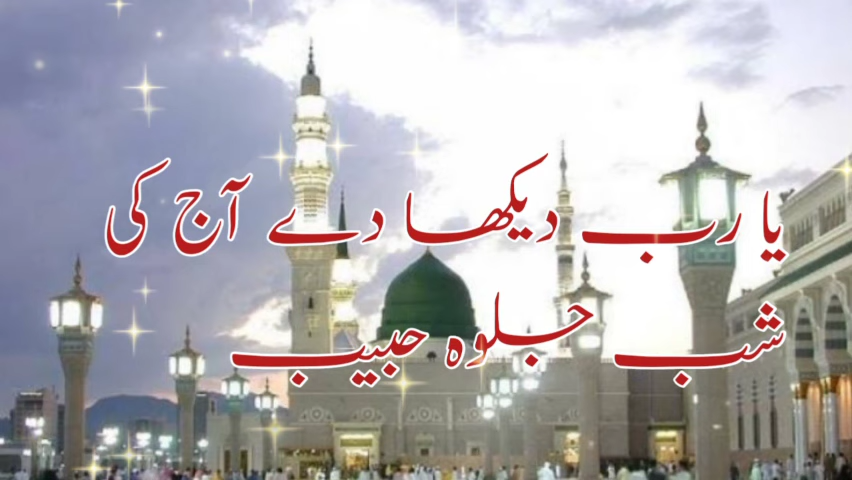 یا رب دیکھا دے آج کی
شب جلوہ حبیب